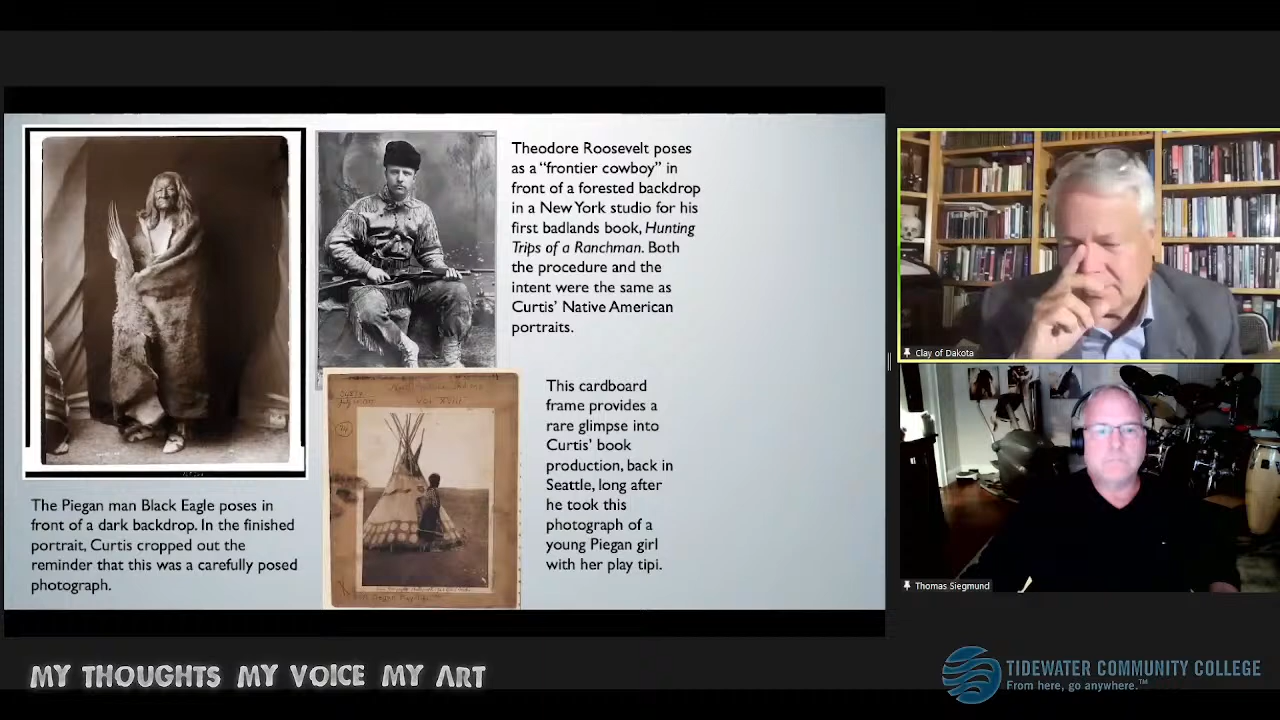 Theodore Roosevelt poses
as a “frontier cowboy” in
front of a forested backdrop
in a New York studio for his
first badlands book, Hunting
Trips of a Ranchman. Both
the procedure and the
intent were the same as
Curtis’ Native American
portraits.
This cardboard
frame provides a
rare glimpse into
Curtis’ book
production, back in
Seattle, long after
he took this
photograph of a
young Piegan girl
with her play tipi.
The Piegan man Black Eagle poses in
front of a dark backdrop. In the finished
portrait, Curtis cropped out the
reminder that this was a carefully posed
photograph.
Clay of Dakota
Thomas Siegmund
MY THOUGHTS MY VOICE MY ART
TIDEWATER COMMUNITY COLLEGE
From here, go anywhere.™